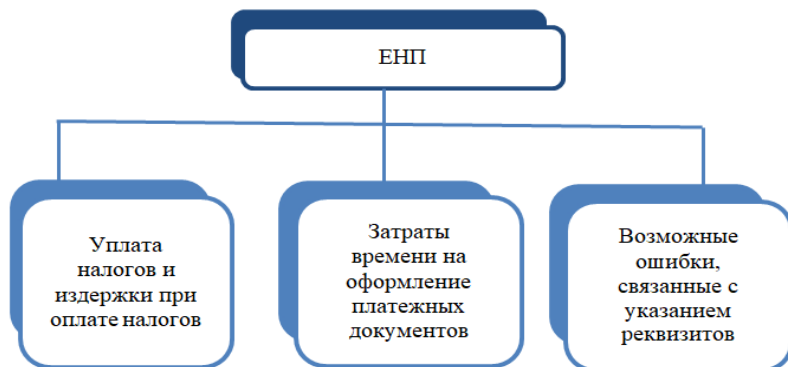 ЕНП
Уплата
налогов и
издержки при
оплате налогов
Затраты
времени на
оформление
платежных
документов
Возможные
ошибки,
связанные с
указанием
реквизитов